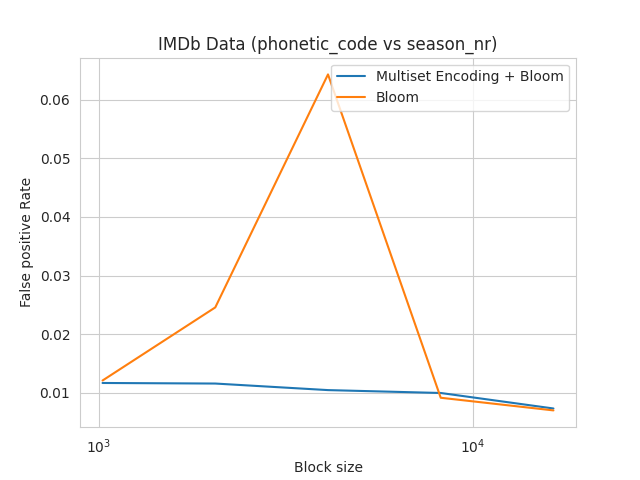 IMDb Data (phonetic_code vs season_nr)
Multiset Encoding + Bloom
Bloom
False positive Rate
0.06
0.05
0.04
0.03
0.02
0.01
10³
10⁴
Block size